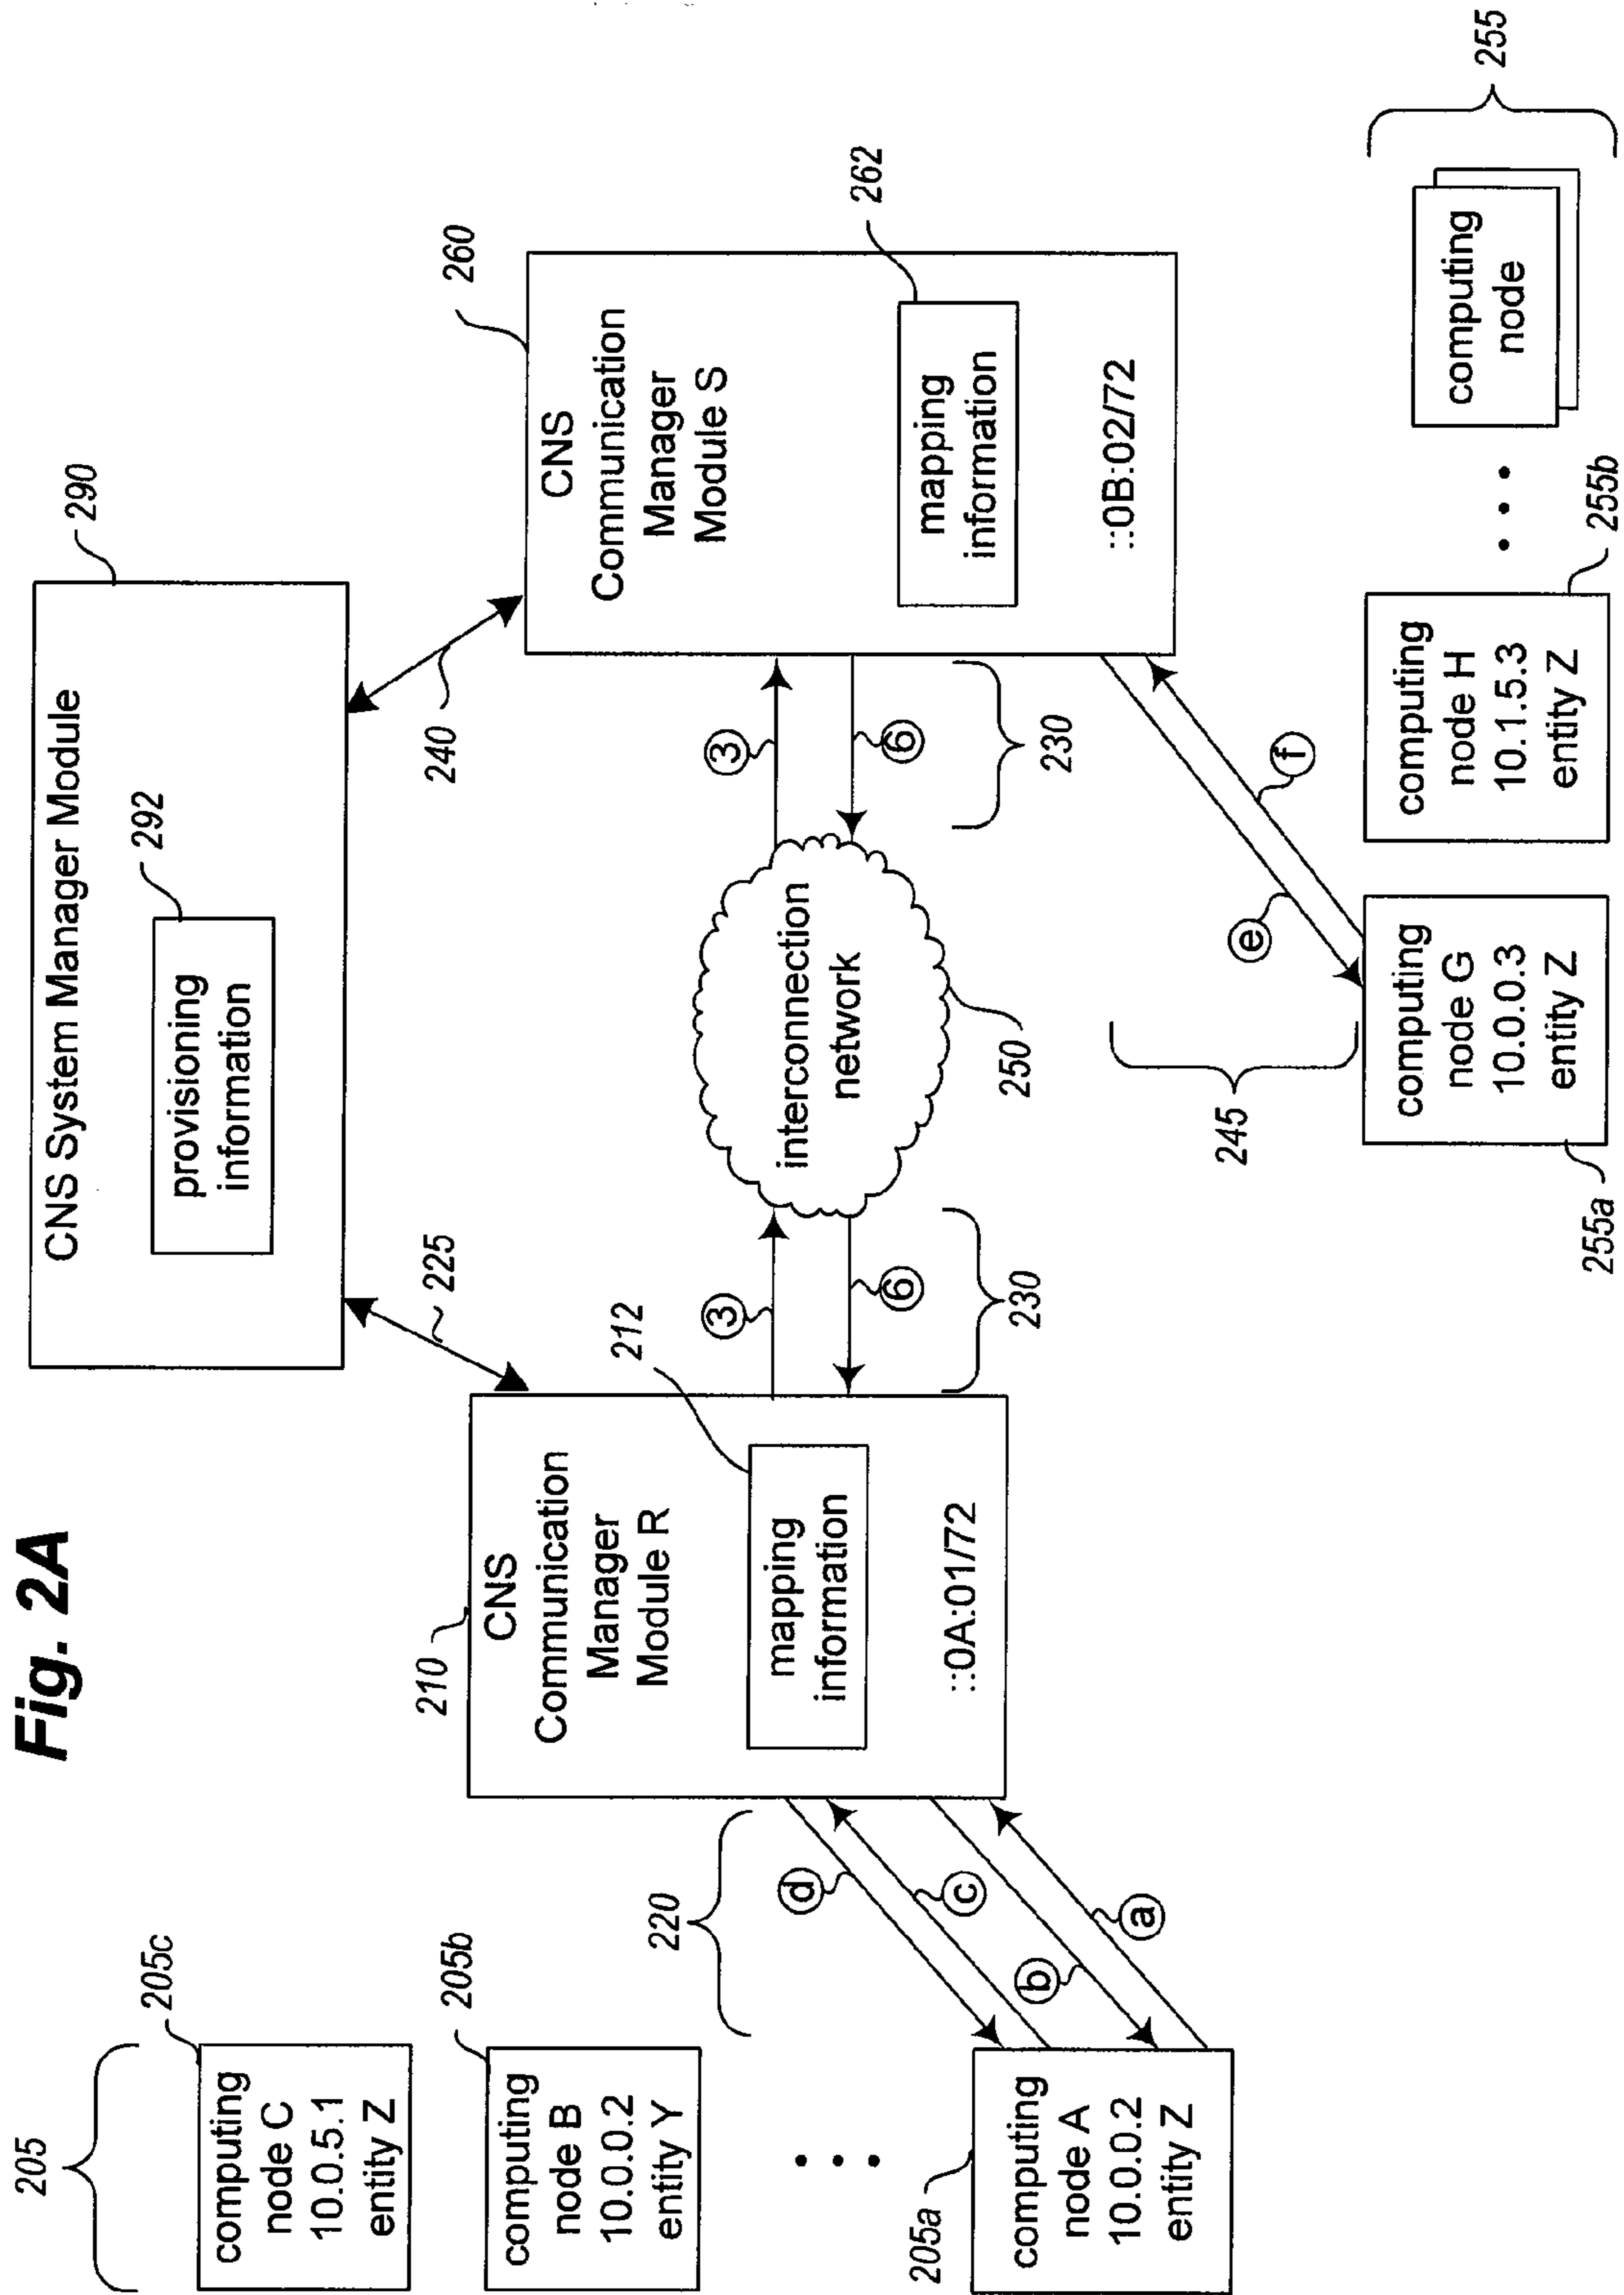 Fig. 2A
CNS System Manager Module
290
provisioning
information
292
225
240
205
205c
computing
node C
10.0.5.1
entity Z
205b
computing
node B
10.0.0.2
entity Y
205a
computing
node A
10.0.0.2
entity Z
220
d
c
b
a
210
CNS
Communication
Manager
Module R
212
mapping
information
::0A:01/72
3
6
230
interconnection
network
250
3
6
230
260
CNS
Communication
Manager
Module S
262
mapping
information
::0B:02/72
245
e
f
255a
computing
node G
10.0.0.3
entity Z
255b
computing
node H
10.1.5.3
entity Z
computing
node
255